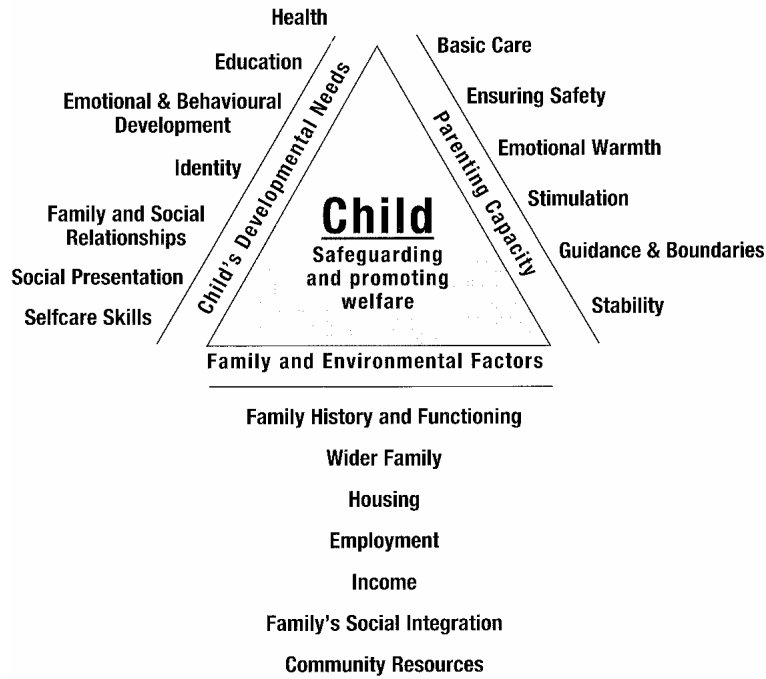 Health
Education
Emotional & Behavioural
Development
Identity
Family and Social
Relationships
Social Presentation
Selfcare Skills
Child's Developmental Needs
Child
Safeguarding
and promoting
welfare
Parenting Capacity
Basic Care
Ensuring Safety
Emotional Warmth
Stimulation
Guidance & Boundaries
Stability
Family and Environmental Factors
Family History and Functioning
Wider Family
Housing
Employment
Income
Family's Social Integration
Community Resources